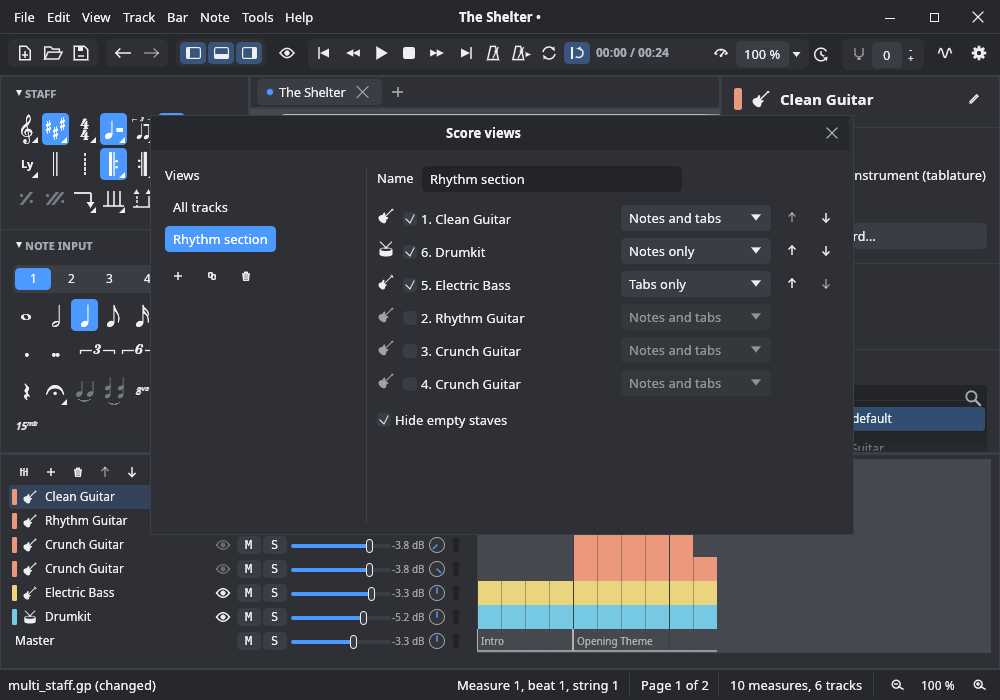 File Edit View Track Bar Note Tools Help
The Shelter •
00:00 / 00:24
100 %
0
STAFF
The Shelter
Clean Guitar
Score views
Views
All tracks
Rhythm section
Name Rhythm section
1. Clean Guitar Notes and tabs
6. Drumkit Notes only
5. Electric Bass Tabs only
2. Rhythm Guitar Notes and tabs
3. Crunch Guitar Notes and tabs
4. Crunch Guitar Notes and tabs
Hide empty staves
Ly
NOTE INPUT
1 2 3 4
3 6
8va
15mb
nstrument (tablature)
rd...
default
Guitar
Clean Guitar
Rhythm Guitar
Crunch Guitar M S -3.8 dB
Crunch Guitar M S -3.8 dB
Electric Bass M S -3.3 dB
Drumkit M S -5.2 dB
Master M S -3.3 dB
Intro Opening Theme
multi_staff.gp (changed)
Measure 1, beat 1, string 1
Page 1 of 2
10 measures, 6 tracks
100 %